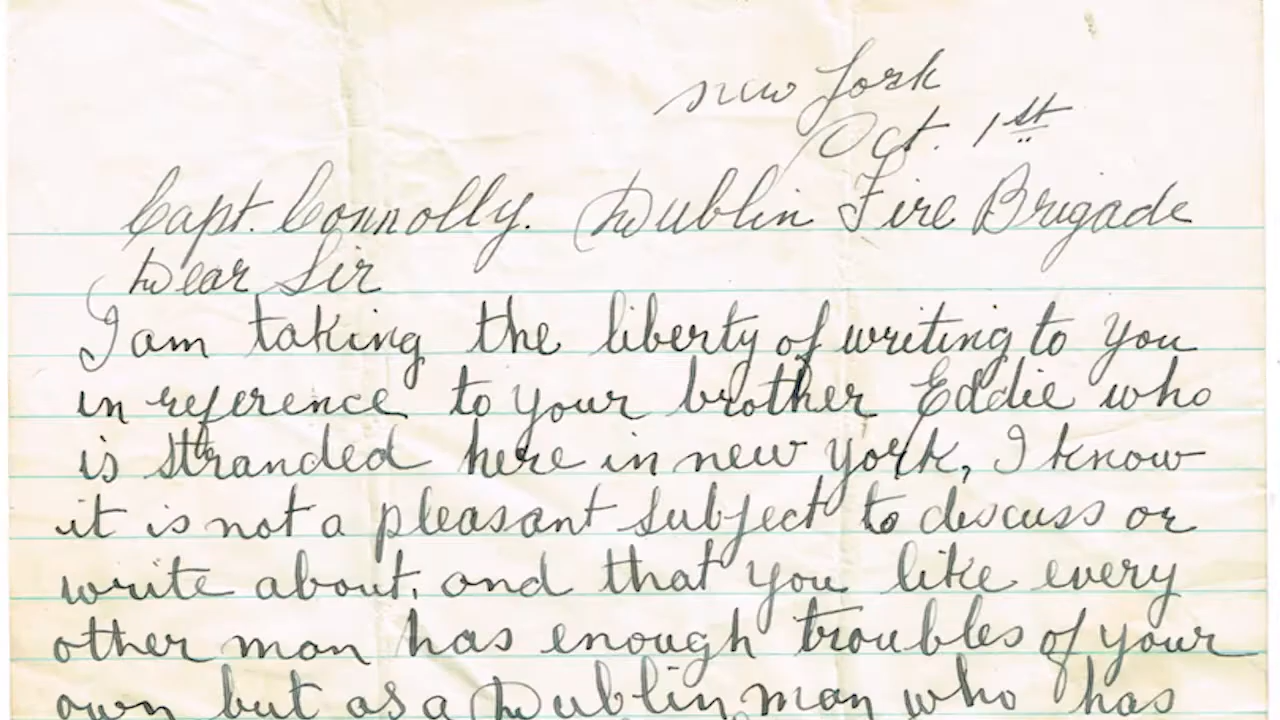 new York
Oct. 1st
Capt. Connolly. Dublin Fire Brigade
Dear Sir
I am taking the liberty of writing to you
in reference to your brother Eddie who
is stranded here in new york, I know
it is not a pleasant subject to discuss or
write about, and that you like every
other man has enough troubles of your
own but as a Dublin man who has